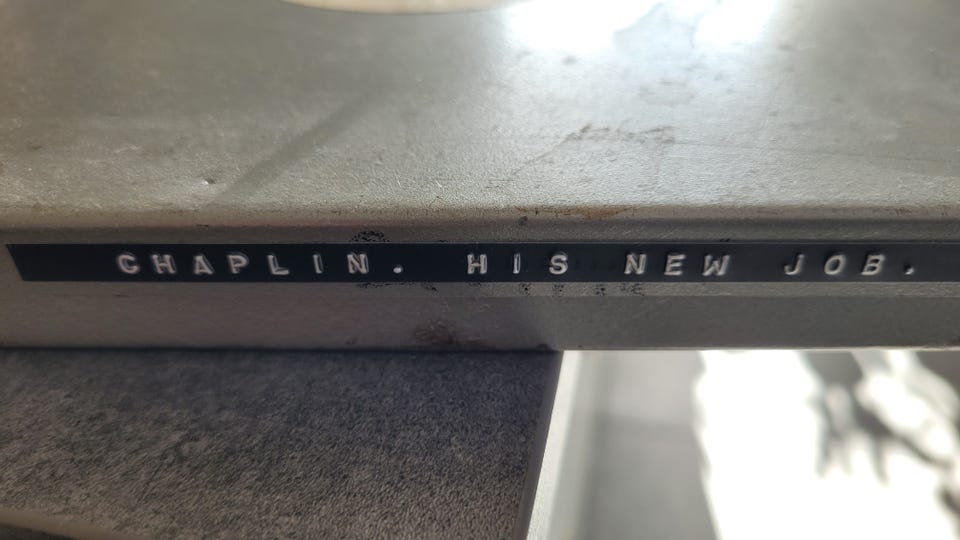 CHAPLIN. HIS NEW JOB.